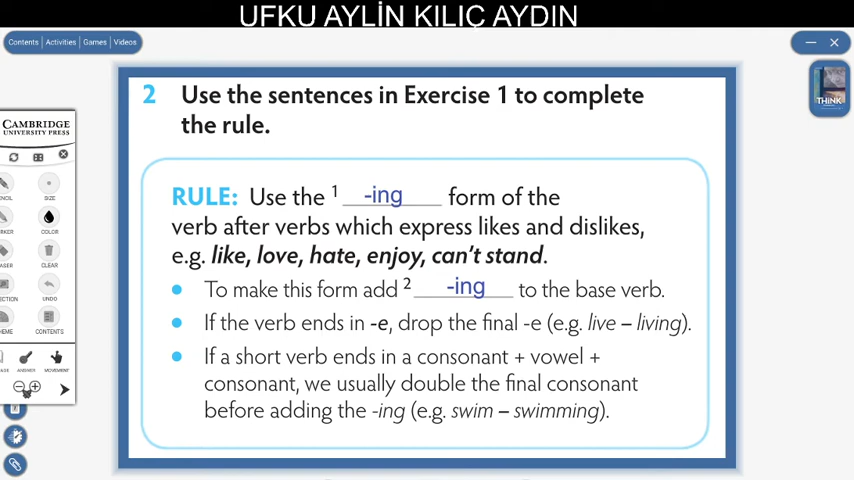 UFKU AYLİN KILIÇ AYDIN
Contents | Activities | Games | Videos
THiNK
2 Use the sentences in Exercise 1 to complete
the rule.
CAMBRIDGE
UNIVERSITY PRESS
SIZE
COLOR
CLEAR
UNDO
CONTENTS
ANSWER
MOVEMENT
RULE: Use the 1 -ing form of the
verb after verbs which express likes and dislikes,
e.g. like, love, hate, enjoy, can't stand.
• To make this form add 2 -ing to the base verb.
• If the verb ends in -e, drop the final -e (e.g. live – living).
• If a short verb ends in a consonant + vowel +
consonant, we usually double the final consonant
before adding the -ing (e.g. swim – swimming).